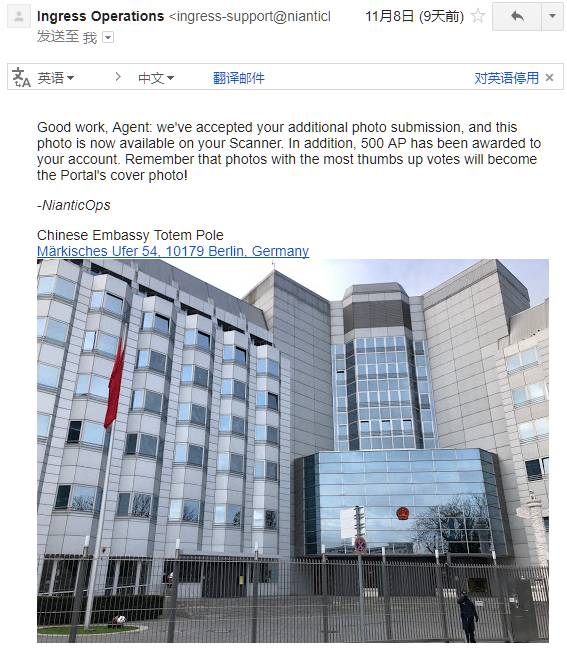 Ingress Operations <ingress-support@nianticl 11月8日 (9天前)
发送至 我
英语 > 中文 翻译邮件 对英语停用 ×
Good work, Agent: we've accepted your additional photo submission, and this
photo is now available on your Scanner. In addition, 500 AP has been awarded to
your account. Remember that photos with the most thumbs up votes will become
the Portal's cover photo!
-NianticOps
Chinese Embassy Totem Pole
Märkisches Ufer 54, 10179 Berlin, Germany